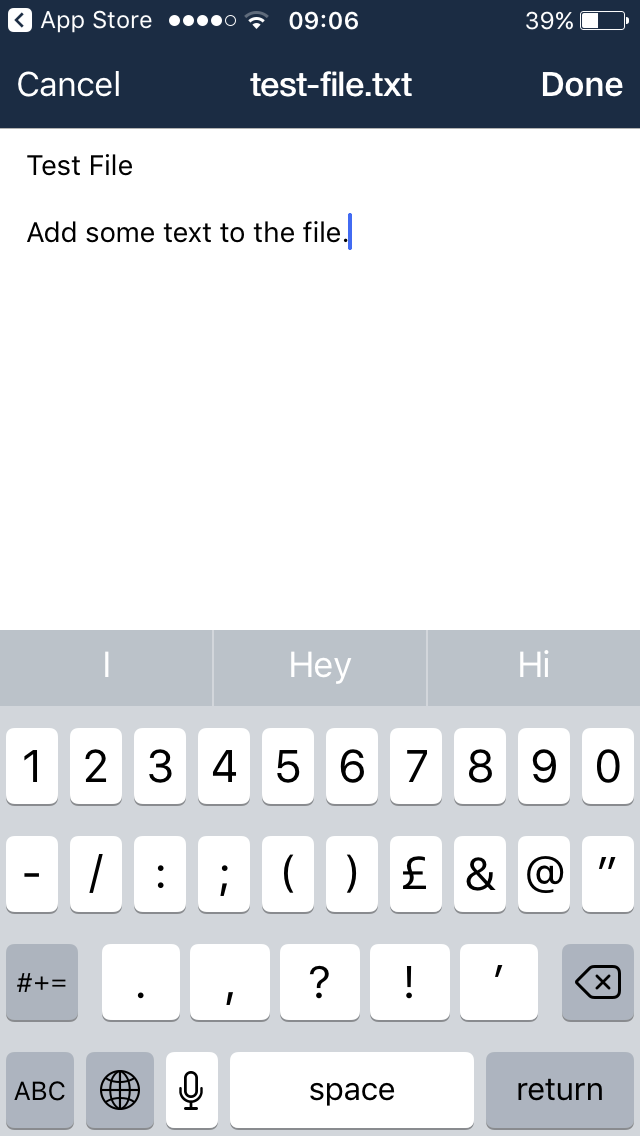 App Store 09:06 39%
Cancel test-file.txt Done
Test File
Add some text to the file.
I Hey Hi
1 2 3 4 5 6 7 8 9 0
- / : ; ( ) £ & @ "
#+= . , ? ! '
ABC space return